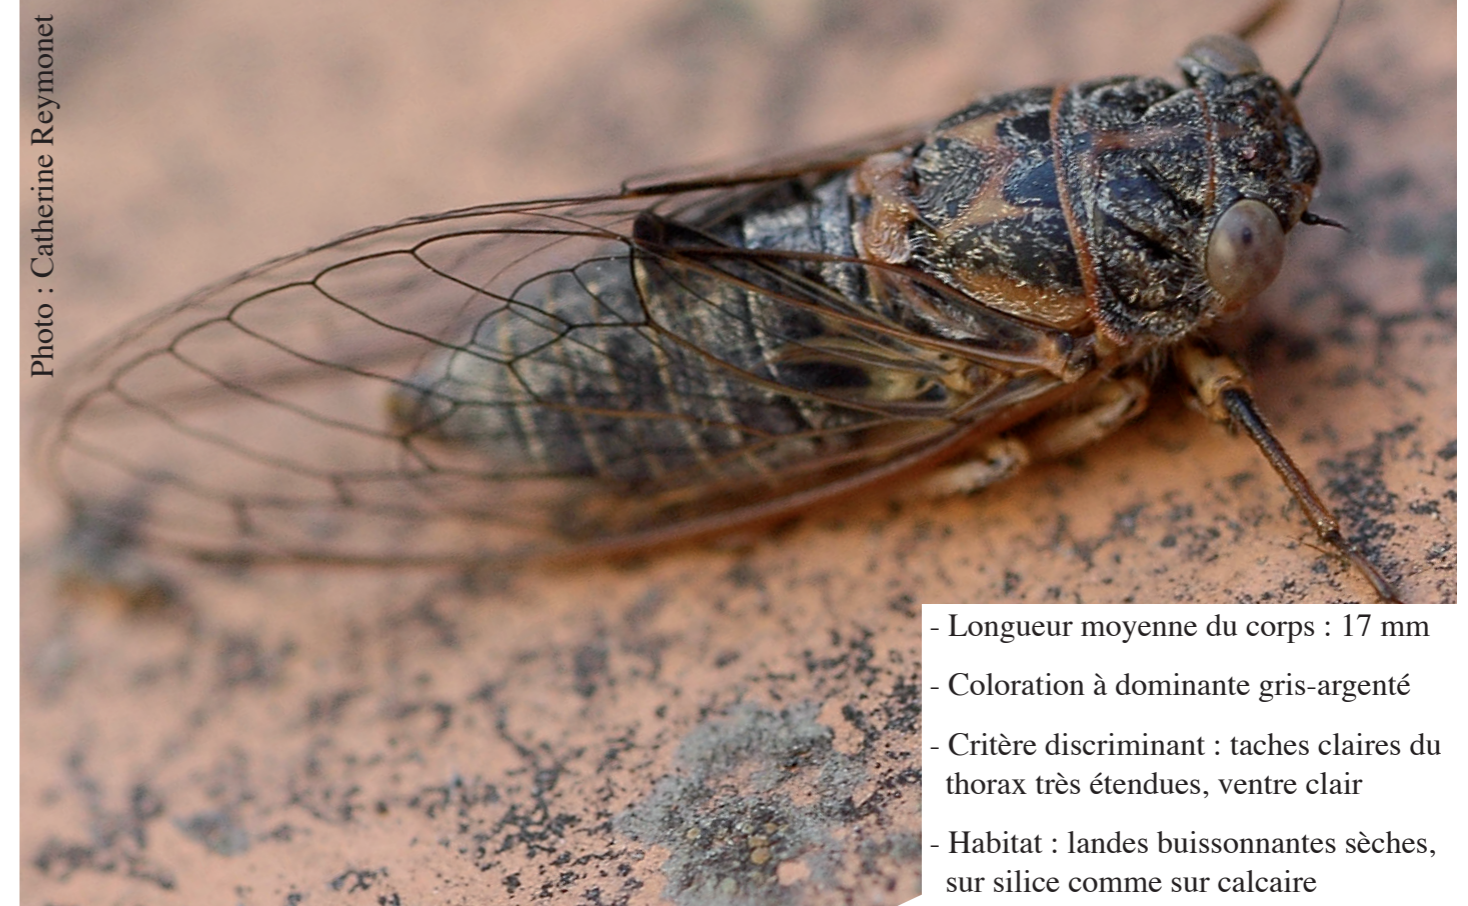 Photo : Catherine Reymonet
- Longueur moyenne du corps : 17 mm
- Coloration à dominante gris-argenté
- Critère discriminant : taches claires du
thorax très étendues, ventre clair
- Habitat : landes buissonnantes sèches,
sur silice comme sur calcaire